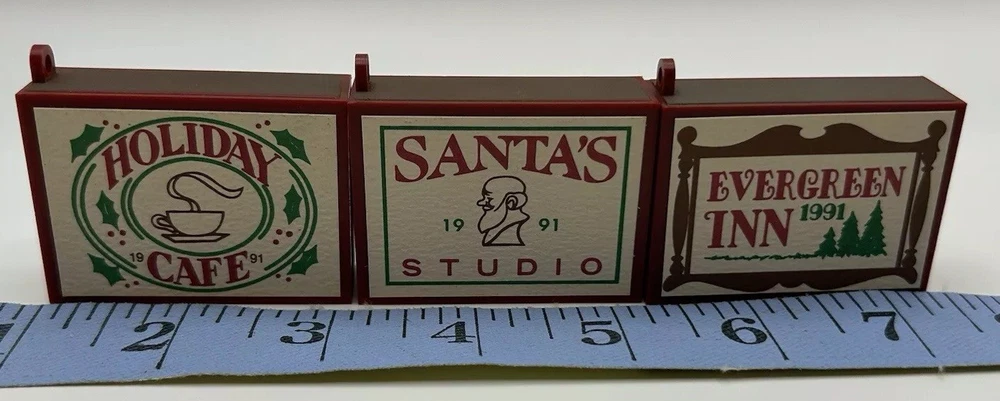 HOLIDAY
19 91
CAFE
SANTA'S
19 91
STUDIO
EVERGREEN
INN 1991
2 3 4 5 6 7